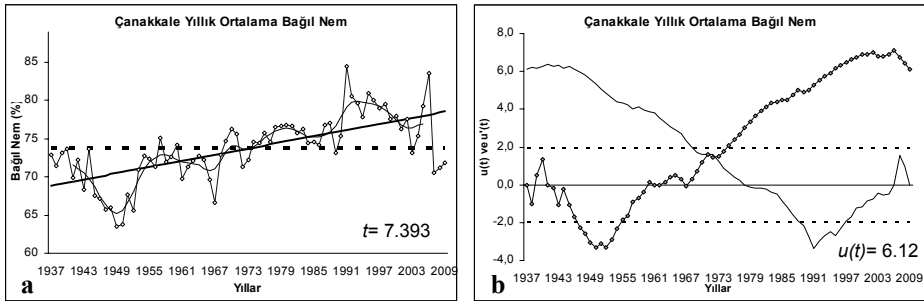 Çanakkale Yıllık Ortalama Bağıl Nem
Bağıl Nem (%)
85
80
75
70
65
60
t= 7.393
1937 1943 1949 1955 1961 1967 1973 1979 1985 1991 1997 2003 2009
Yıllar
a
Çanakkale Yıllık Ortalama Bağıl Nem
u(t) ve u'(t)
8,0
6,0
4,0
2,0
0,0
-2,0
-4,0
u(t)= 6.12
1937 1943 1949 1955 1961 1967 1973 1979 1985 1991 1997 2003 2009
Yıllar
b